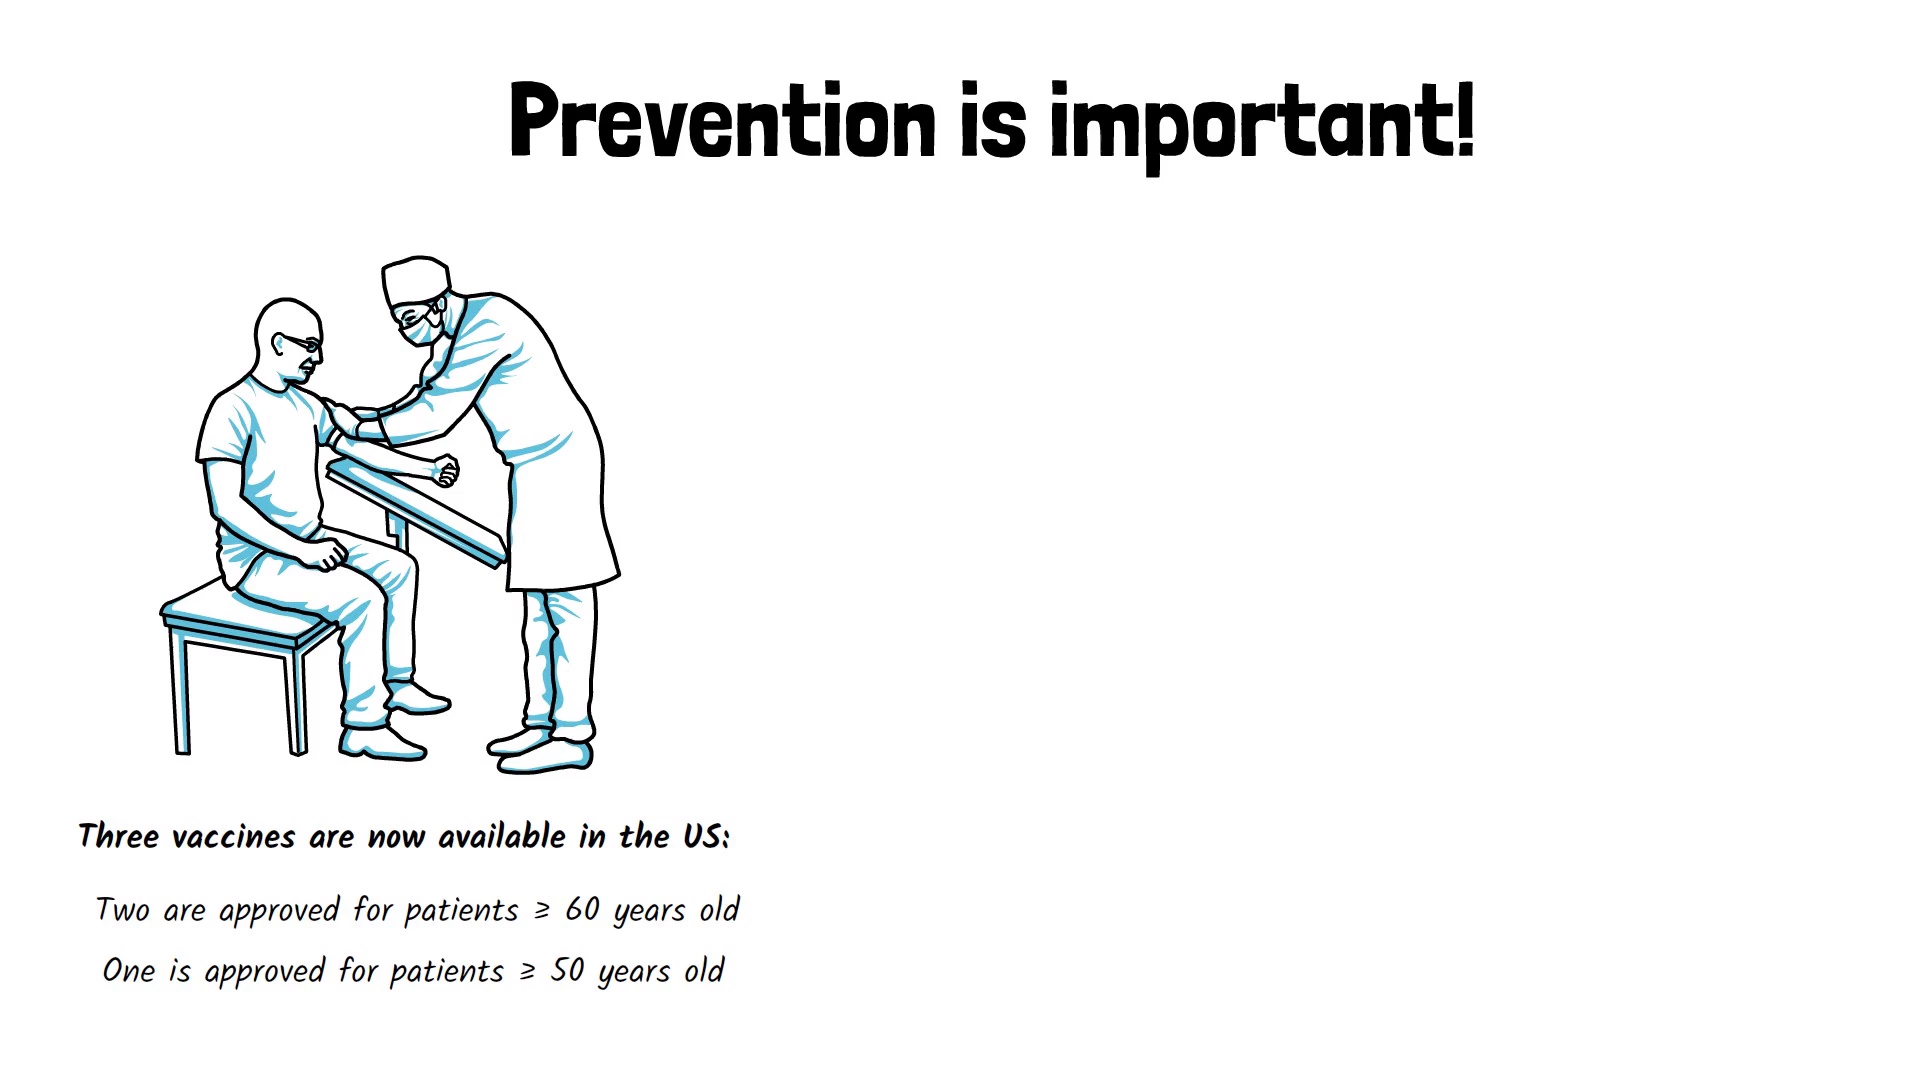 Prevention is important!
Three vaccines are now available in the US:
Two are approved for patients ≥ 60 years old
One is approved for patients ≥ 50 years old